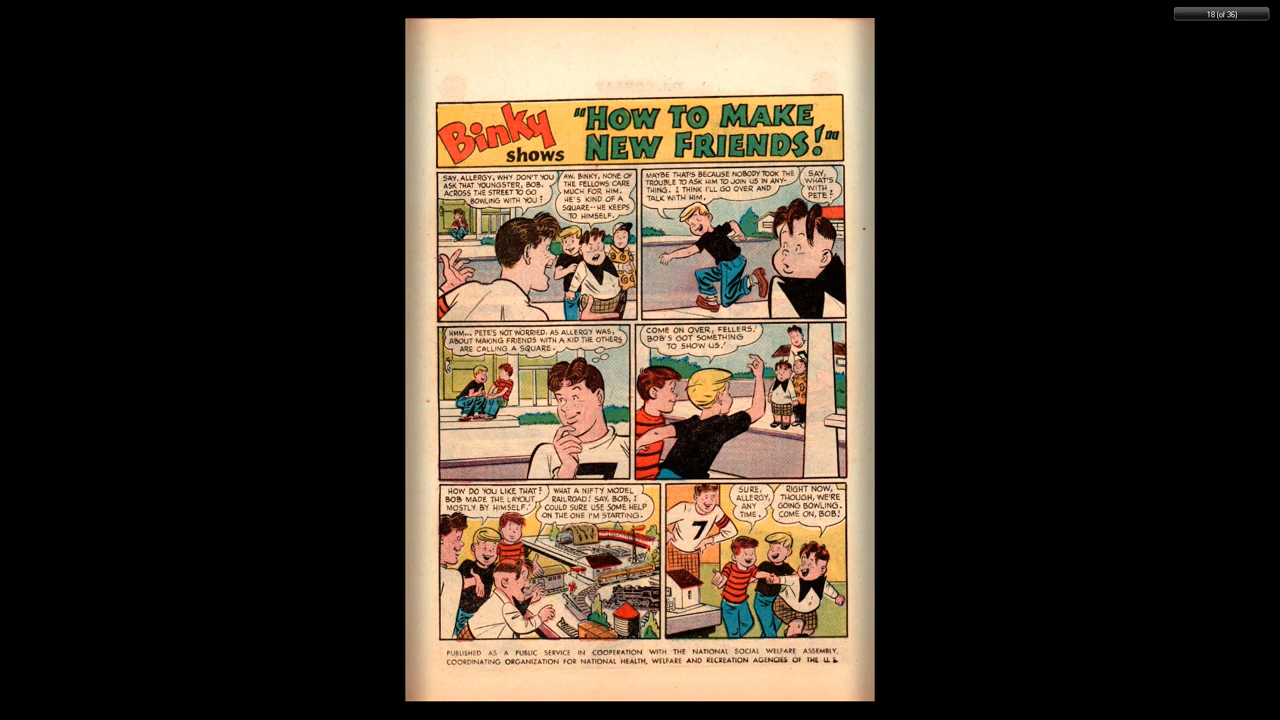 18 (of 36)
Binky
shows
"HOW TO MAKE
NEW FRIENDS!"
SAY, ALLERGY, WHY DON'T YOU
ASK THAT YOUNGSTER, BOB,
ACROSS THE STREET TO GO
BOWLING WITH YOU?
AW, BINKY, NONE OF
THE FELLOWS CARE
MUCH FOR HIM.
HE'S KIND OF A
SQUARE--HE KEEPS
TO HIMSELF.
MAYBE THAT'S BECAUSE NOBODY TOOK THE
TROUBLE TO ASK HIM TO JOIN US IN ANY-
THING. I THINK I'LL GO OVER AND
TALK WITH HIM.
SAY,
WHAT'S
WITH
PETE?
HMM... PETE'S NOT WORRIED, AS ALLERGY WAS,
ABOUT MAKING FRIENDS WITH A KID THE OTHERS
ARE CALLING A SQUARE.
COME ON OVER, FELLERS!
BOB'S GOT SOMETHING
TO SHOW US!
7
HOW DO YOU LIKE THAT?
BOB MADE THE LAYOUT
MOSTLY BY HIMSELF!
WHAT A NIFTY MODEL
RAILROAD! SAY, BOB, I
COULD SURE USE SOME HELP
ON THE ONE I'M STARTING.
SURE,
ALLERGY,
ANY
TIME.
RIGHT NOW,
THOUGH, WE'RE
GOING BOWLING.
COME ON, BOB!
7
PUBLISHED AS A PUBLIC SERVICE IN COOPERATION WITH THE NATIONAL SOCIAL WELFARE ASSEMBLY,
COORDINATING ORGANIZATION FOR NATIONAL HEALTH, WELFARE AND RECREATION AGENCIES OF THE U. S.